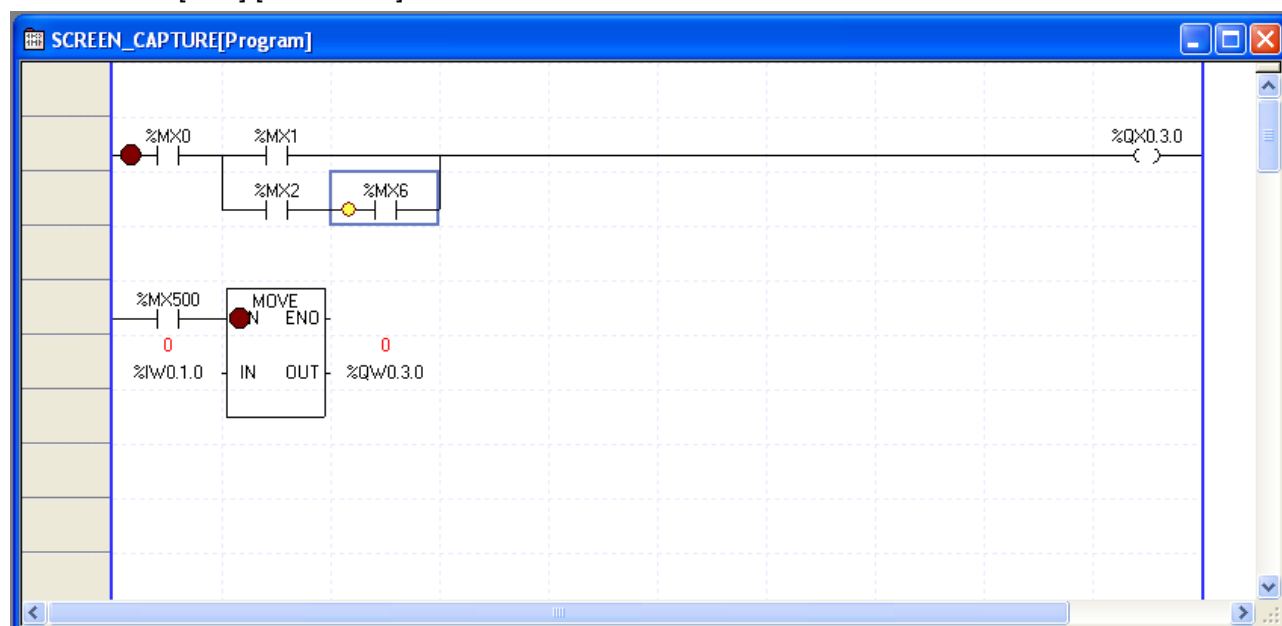 SCREEN_CAPTURE[Program]
%MX0 %MX1 %QX0.3.0
%MX2 %MX6
%MX500 MOVE
N ENO
0 0
%IW0.1.0 IN OUT %QW0.3.0